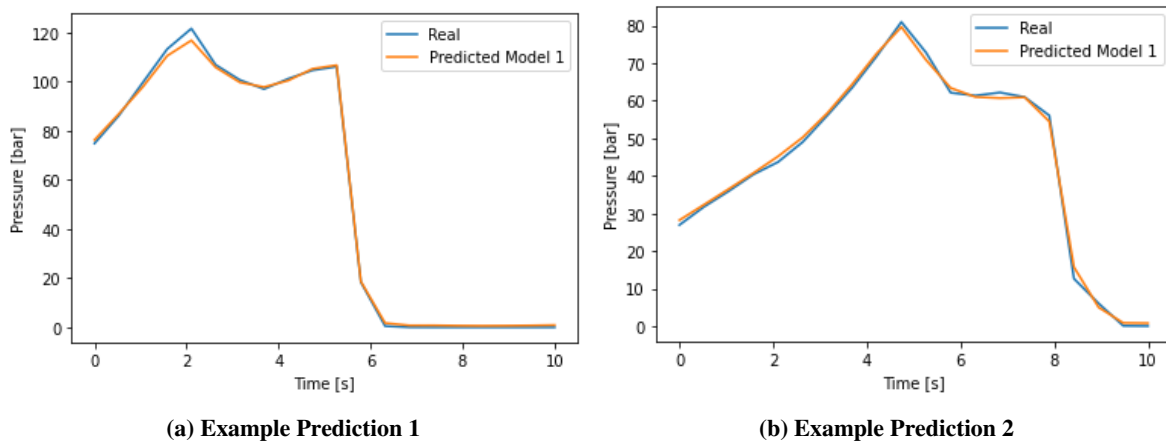 120
100
80
60
40
20
0
0
2
4
6
8
10
Pressure [bar]
Time [s]
Real
Predicted Model 1
(a) Example Prediction 1
80
70
60
50
40
30
20
10
0
0
2
4
6
8
10
Pressure [bar]
Time [s]
Real
Predicted Model 1
(b) Example Prediction 2